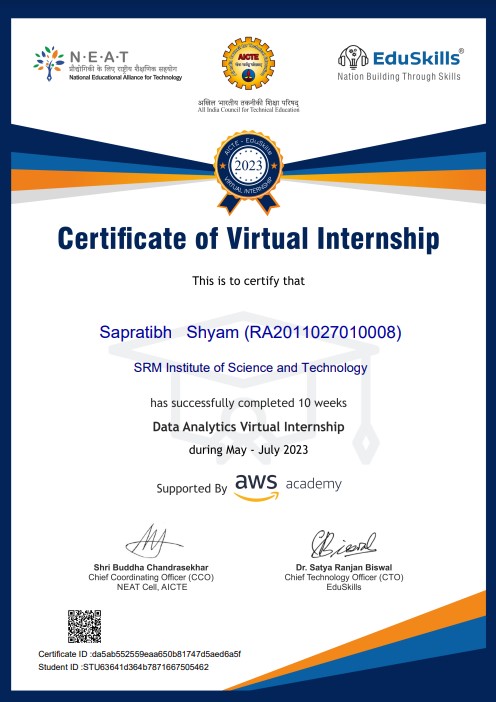 N·E·A·T
प्रौद्योगिकी के लिए राष्ट्रीय शैक्षणिक सहयोग
National Educational Alliance for Technology
AICTE
अखिल भारतीय तकनीकी शिक्षा परिषद्
All India Council for Technical Education
EduSkills®
Nation Building Through Skills
AICTE - EduSkills
2023
VIRTUAL INTERNSHIP
Certificate of Virtual Internship
This is to certify that
Sapratibh Shyam (RA2011027010008)
SRM Institute of Science and Technology
has successfully completed 10 weeks
Data Analytics Virtual Internship
during May - July 2023
Supported By aws academy
Shri Buddha Chandrasekhar
Chief Coordinating Officer (CCO)
NEAT Cell, AICTE
Dr. Satya Ranjan Biswal
Chief Technology Officer (CTO)
EduSkills
Certificate ID :da5ab552559eaa650b81747d5aed6a5f
Student ID :STU63641d364b7871667505462